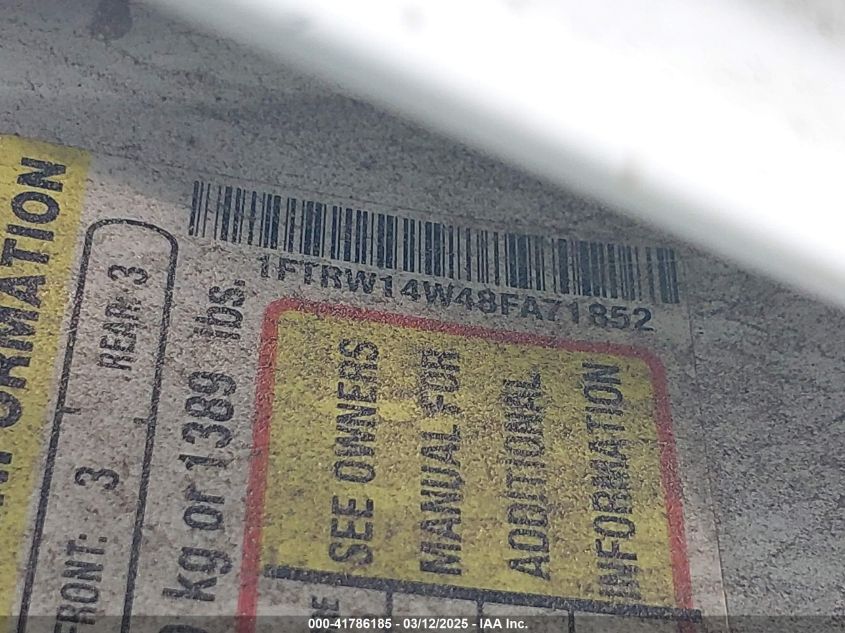 1FTRW14W48FA71852
INFORMATION
REAR: 3
FRONT: 3
kg or 1389 lbs.
SEE OWNERS
MANUAL FOR
ADDITIONAL
INFORMATION
000-41786185 - 03/12/2025 - IAA Inc.